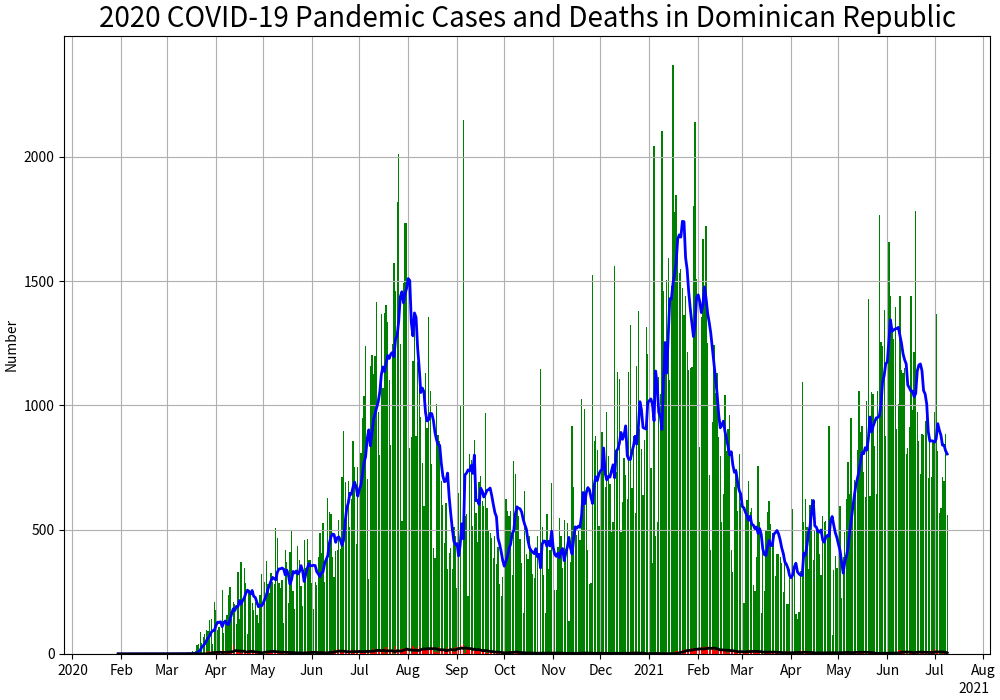 2020 COVID-19 Pandemic Cases and Deaths in Dominican Republic
Number
2000
1500
1000
500
0
2020 Feb Mar Apr May Jun Jul Aug Sep Oct Nov Dec 2021 Feb Mar Apr May Jun Jul Aug
2021